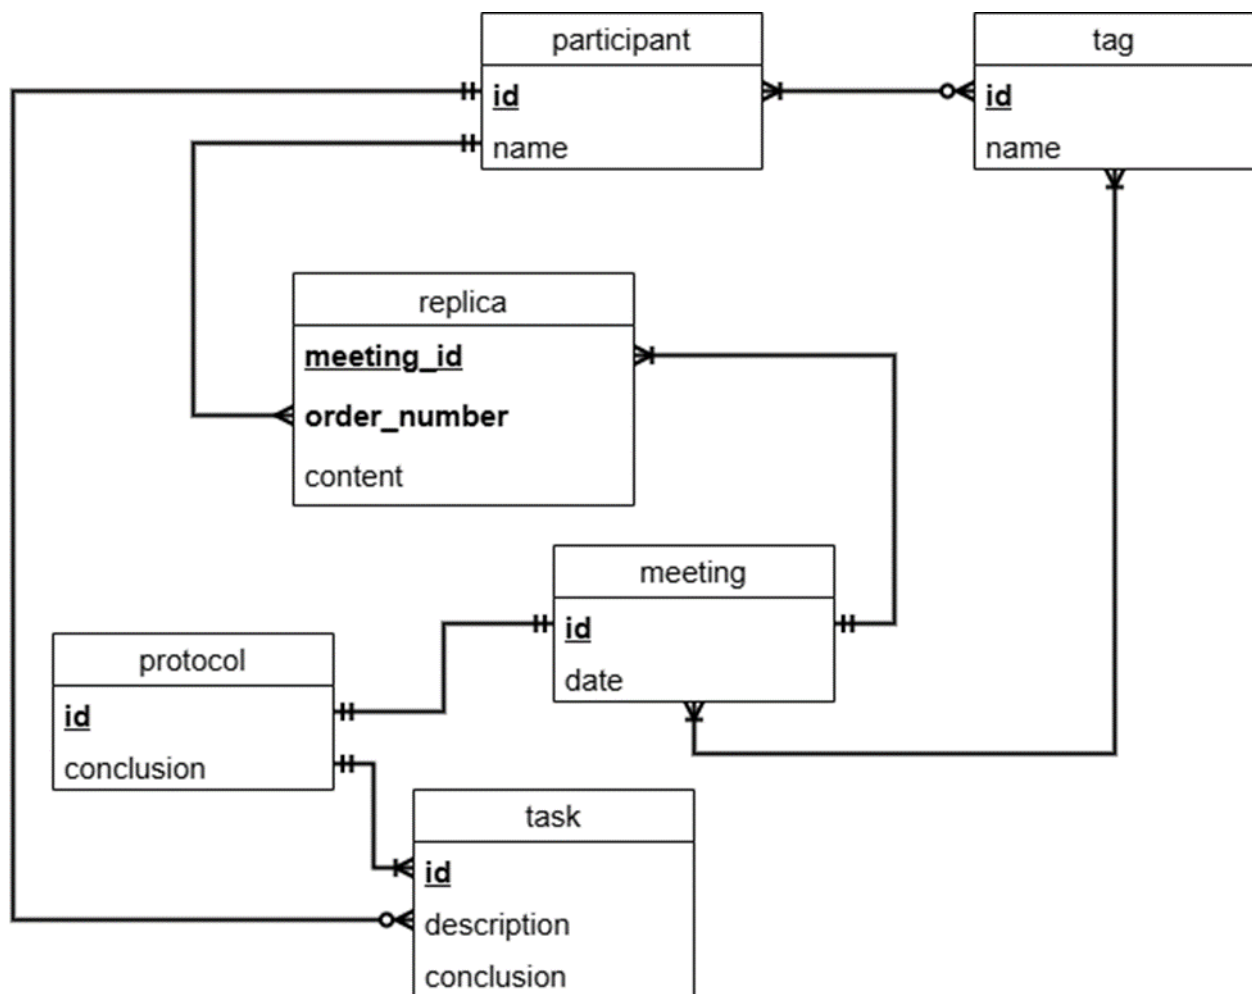 participant
id
name
tag
id
name
replica
meeting_id
order_number
content
meeting
id
date
protocol
id
conclusion
task
id
description
conclusion